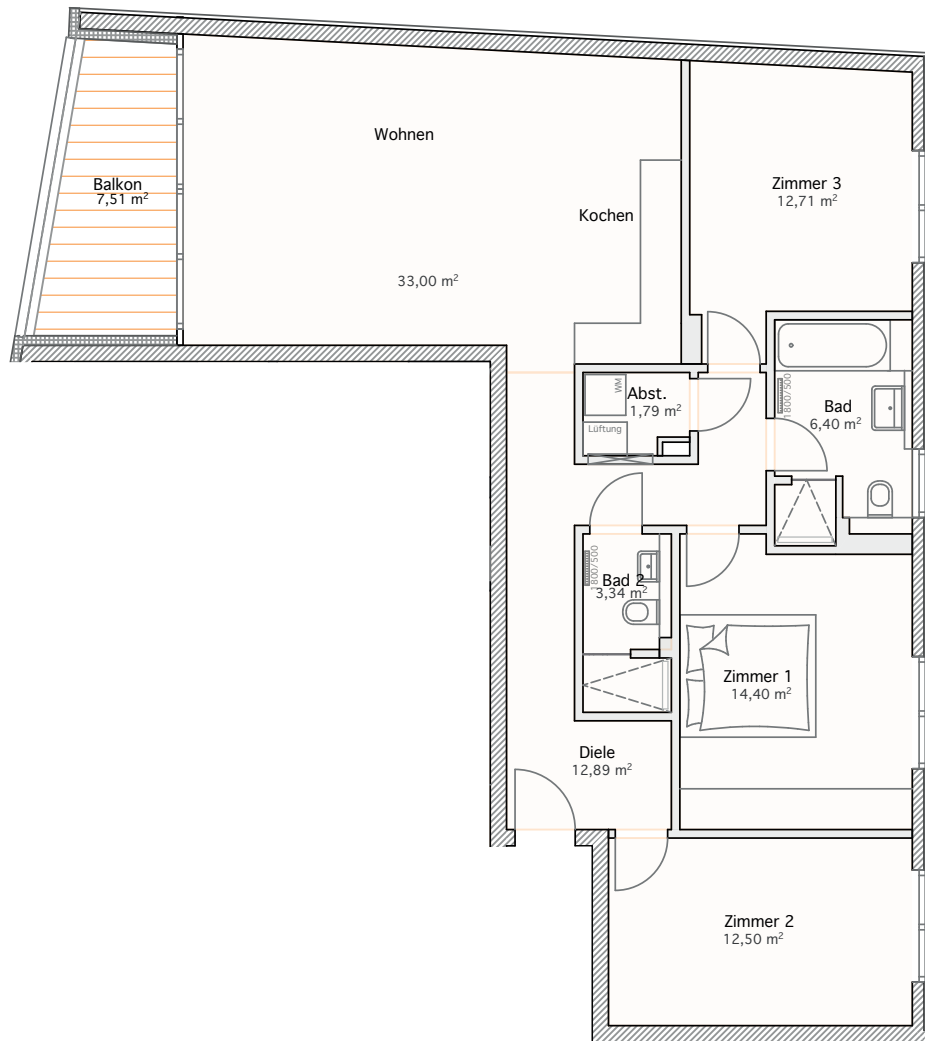 Wohnen
Balkon
7,51 m²
Zimmer 3
12,71 m²
Kochen
33,00 m²
WM
Abst.
1,79 m²
Lüftung
1800/500
Bad
6,40 m²
1800/500
Bad 2
3,34 m²
Zimmer 1
14,40 m²
Diele
12,89 m²
Zimmer 2
12,50 m²